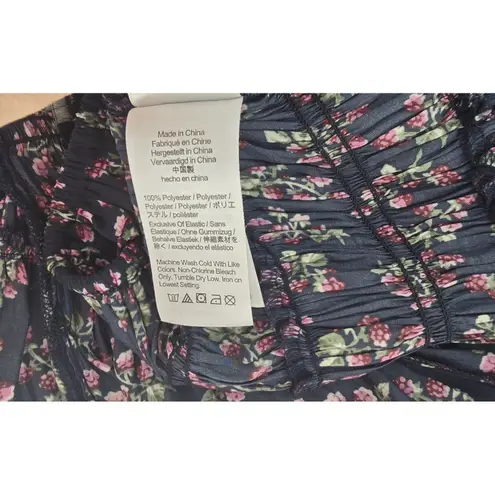 Made in China
Fabriqué en Chine
Hergestellt in China
Vervaardigd in China
中国製
hecho en china
100% Polyester / Polyester /
Polyester / Polyester / ポリエ
ステル / poliéster
Exclusive Of Elastic / Sans
Elastique / Ohne Gummizug /
Behalve Elastiek / 伸縮素材を
除く / excluyendo el elástico
Machine Wash Cold With Like
Colors. Non-Chlorine Bleach
Only. Tumble Dry Low. Iron on
Lowest Setting.